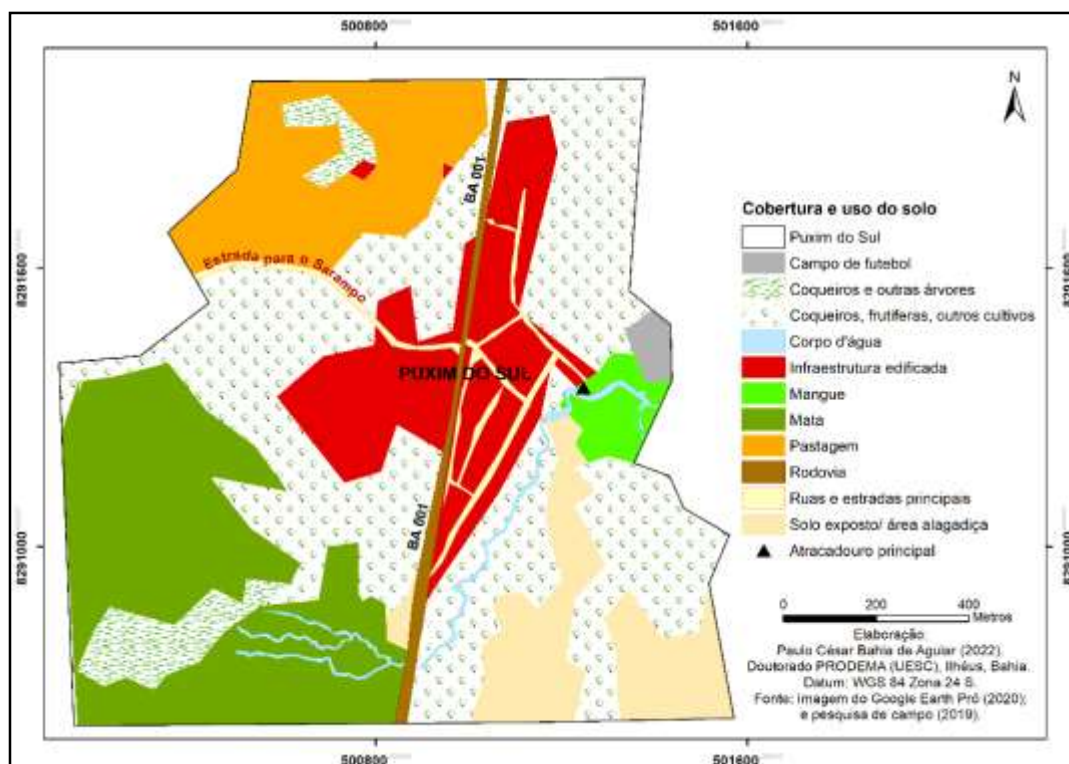 500800
501600
N
BA 001
Estrada para o Sarampo
8291600
8291600
PUXIM DO SUL
BA 001
8291000
8291000
Cobertura e uso do solo
Puxim do Sul
Campo de futebol
Coqueiros e outras árvores
Coqueiros, frutíferas, outros cultivos
Corpo d'água
Infraestrutura edificada
Mangue
Mata
Pastagem
Rodovia
Ruas e estradas principais
Solo exposto/ área alagadiça
Atracadouro principal
0 200 400
Metros
Elaboração:
Paulo César Bahia de Aguiar (2022).
Doutorado PRODEMA (UESC), Ilhéus, Bahia.
Datum: WGS 84 Zona 24 S.
Fonte: imagem do Google Earth Pró (2020);
e pesquisa de campo (2019).
500800
501600